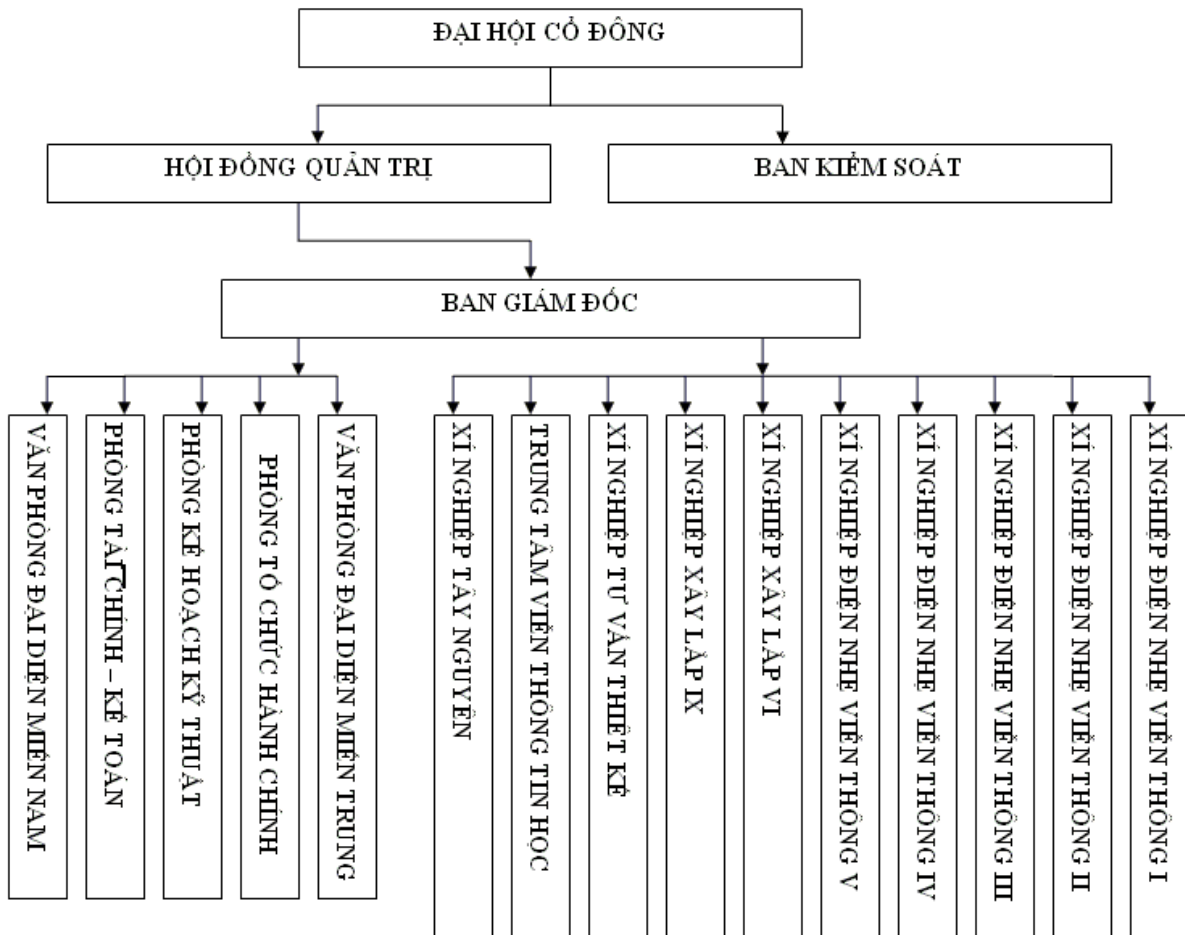 ĐẠI HỘI CỔ ĐÔNG
HỘI ĐỒNG QUẢN TRỊ
BAN KIỂM SOÁT
BAN GIÁM ĐỐC
VĂN PHÒNG ĐẠI DIỆN MIỀN NAM
PHÒNG TÀI CHÍNH – KẾ TOÁN
PHÒNG KẾ HOẠCH KỸ THUẬT
PHÒNG TỔ CHỨC HÀNH CHÍNH
VĂN PHÒNG ĐẠI DIỆN MIỀN TRUNG
XÍ NGHIỆP TÂY NGUYÊN
TRUNG TÂM VIỄN THÔNG TIN HỌC
XÍ NGHIỆP TƯ VẤN THIẾT KẾ
XÍ NGHIỆP XÂY LẮP IX
XÍ NGHIỆP XÂY LẮP VI
XÍ NGHIỆP ĐIỆN NHẸ VIỄN THÔNG V
XÍ NGHIỆP ĐIỆN NHẸ VIỄN THÔNG IV
XÍ NGHIỆP ĐIỆN NHẸ VIỄN THÔNG III
XÍ NGHIỆP ĐIỆN NHẸ VIỄN THÔNG II
XÍ NGHIỆP ĐIỆN NHẸ VIỄN THÔNG I